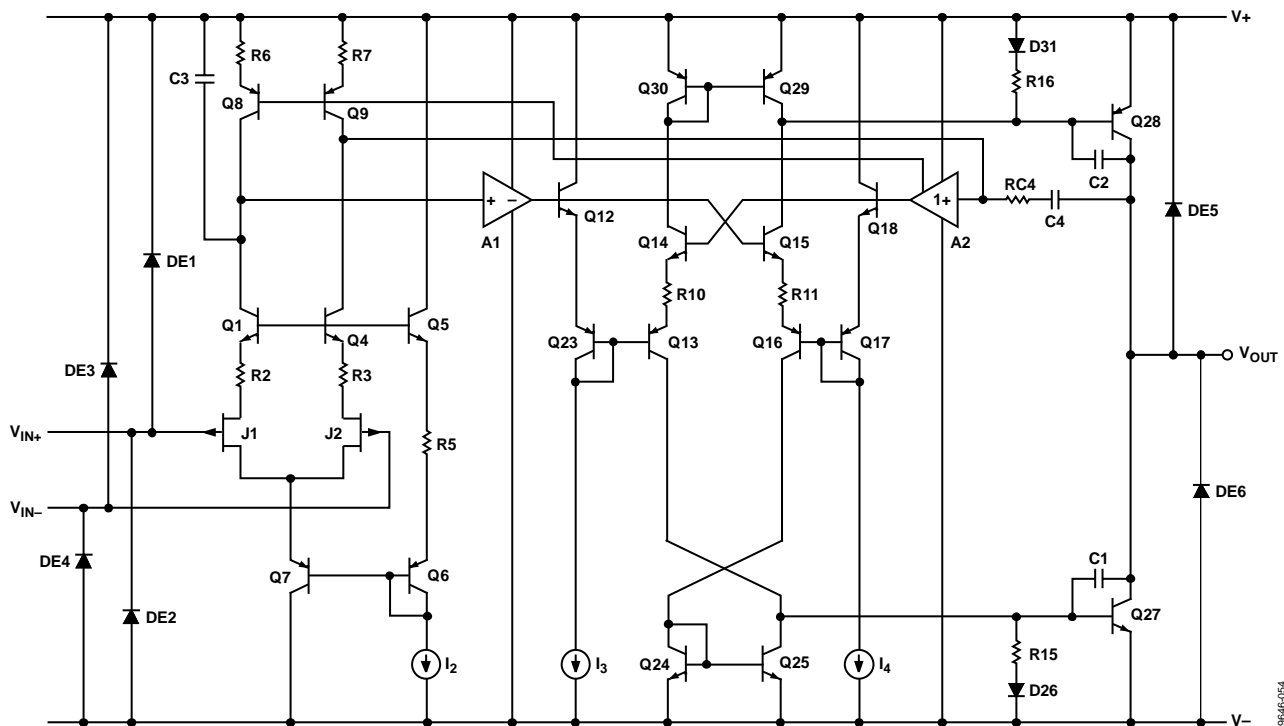 V+
R6
R7
C3
Q30
Q29
D31
R16
Q8
Q9
Q28
C2
RC4
C4
DE5
A1
+ −
Q12
Q14
Q15
Q18
1+
A2
DE1
R10
R11
Q1
Q4
Q5
Q23
Q13
Q16
Q17
VOUT
DE3
R2
R3
VIN+
J1
J2
R5
VIN−
DE6
DE4
Q7
Q6
C1
DE2
Q27
I2
I3
Q24
Q25
I4
R15
D26
V−